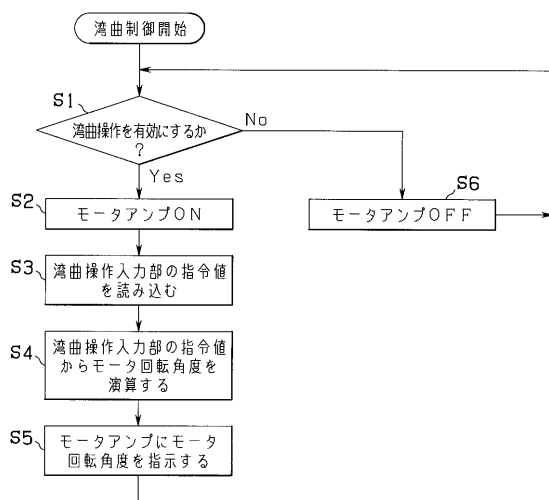 湾曲制御開始
S1
湾曲操作を有効にするか
?
No
Yes
S2
モータアンプON
S6
モータアンプOFF
S3
湾曲操作入力部の指令値
を読み込む
S4
湾曲操作入力部の指令値
からモータ回転角度を
演算する
S5
モータアンプにモータ
回転角度を指示する